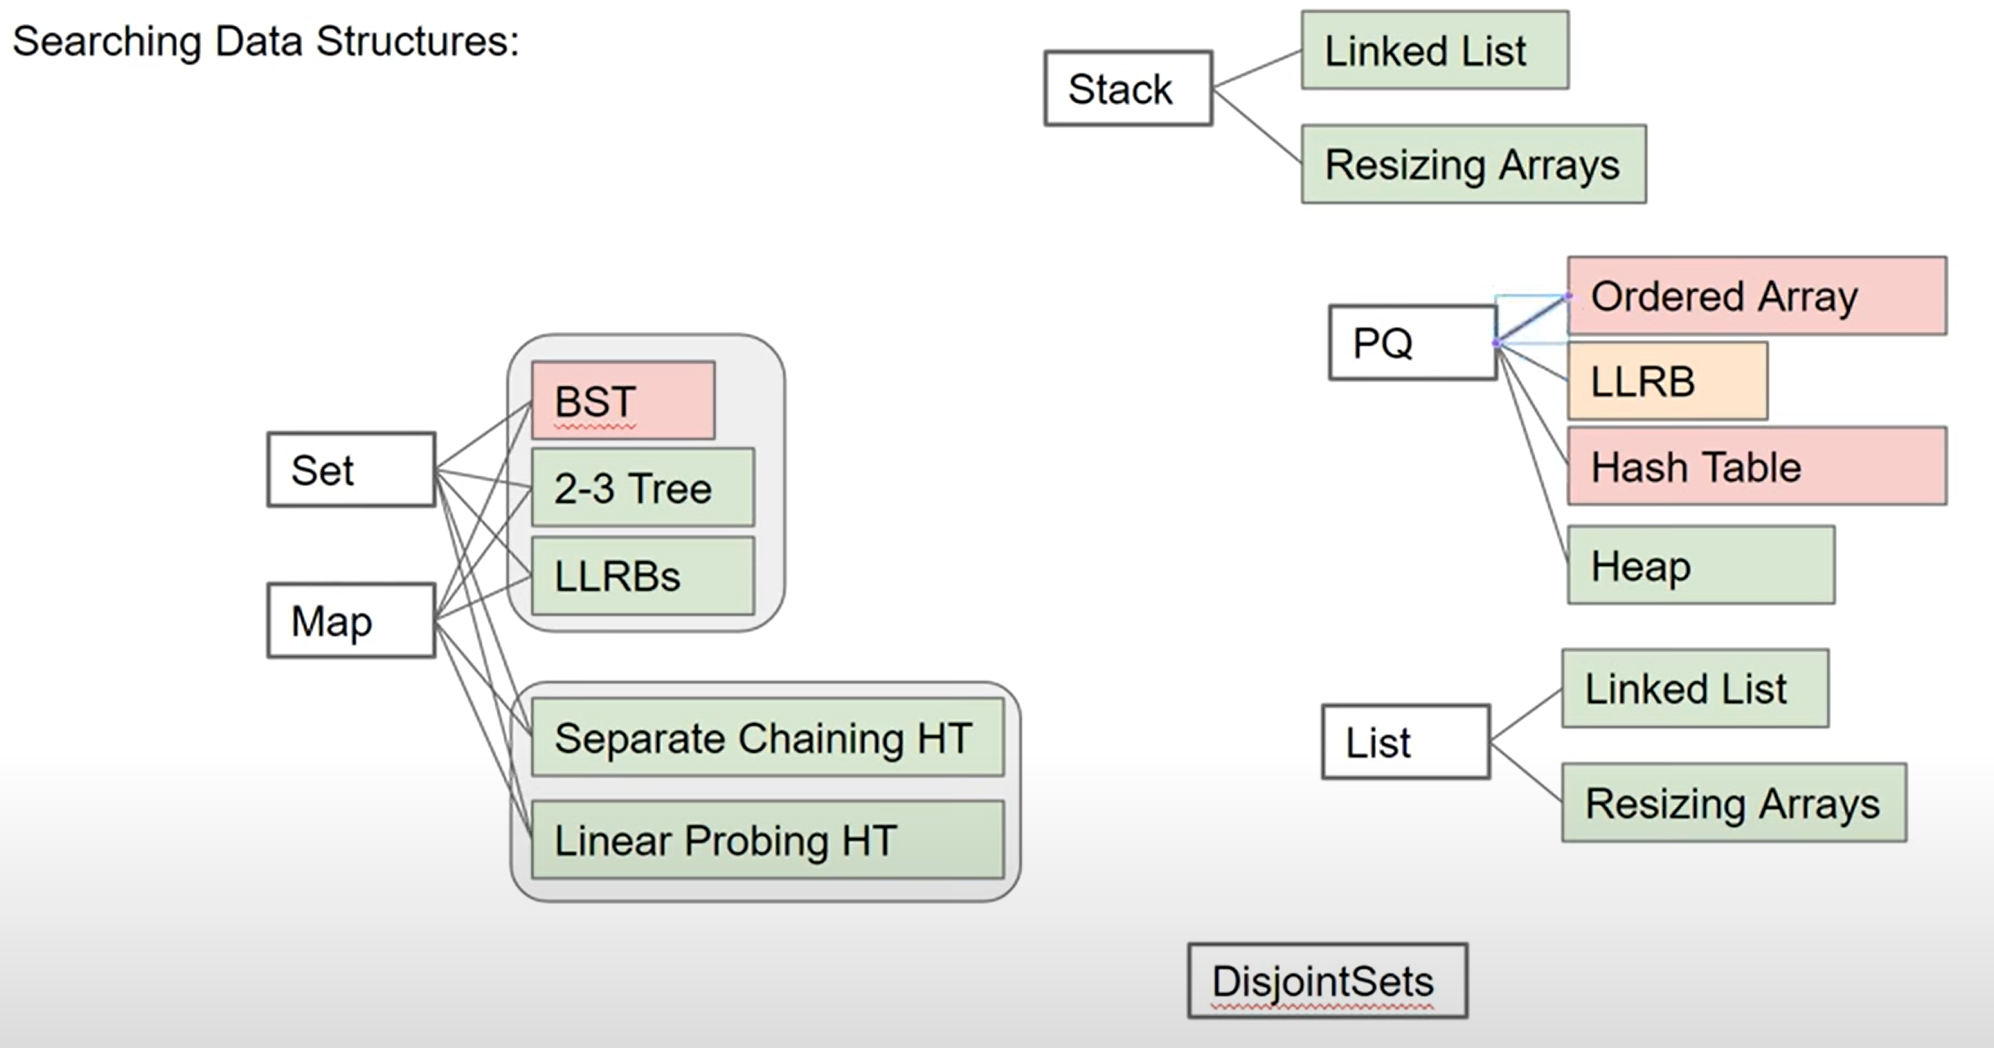 Searching Data Structures:
Stack
Linked List
Resizing Arrays
PQ
Ordered Array
LLRB
Hash Table
Heap
Set
Map
BST
2-3 Tree
LLRBs
Separate Chaining HT
Linear Probing HT
List
Linked List
Resizing Arrays
DisjointSets